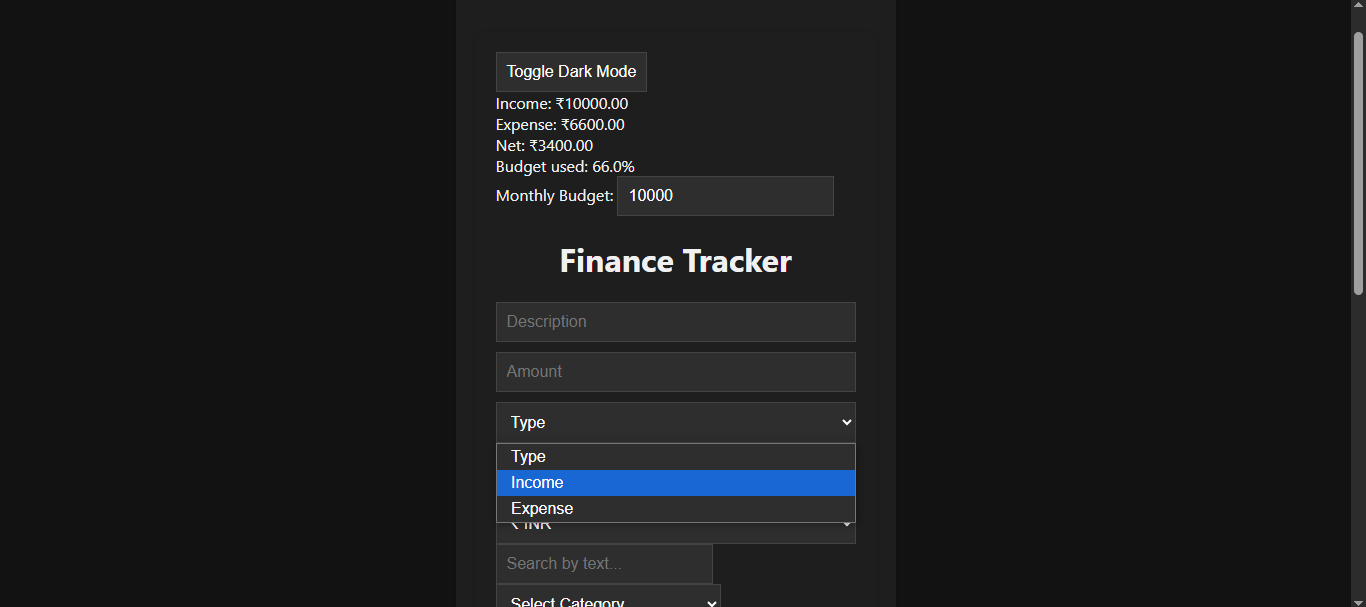 Toggle Dark Mode
Income: ₹10000.00
Expense: ₹6600.00
Net: ₹3400.00
Budget used: 66.0%
Monthly Budget: 10000
Finance Tracker
Description
Amount
Type
Type
Income
Expense
₹ INR
Search by text...
Select Category